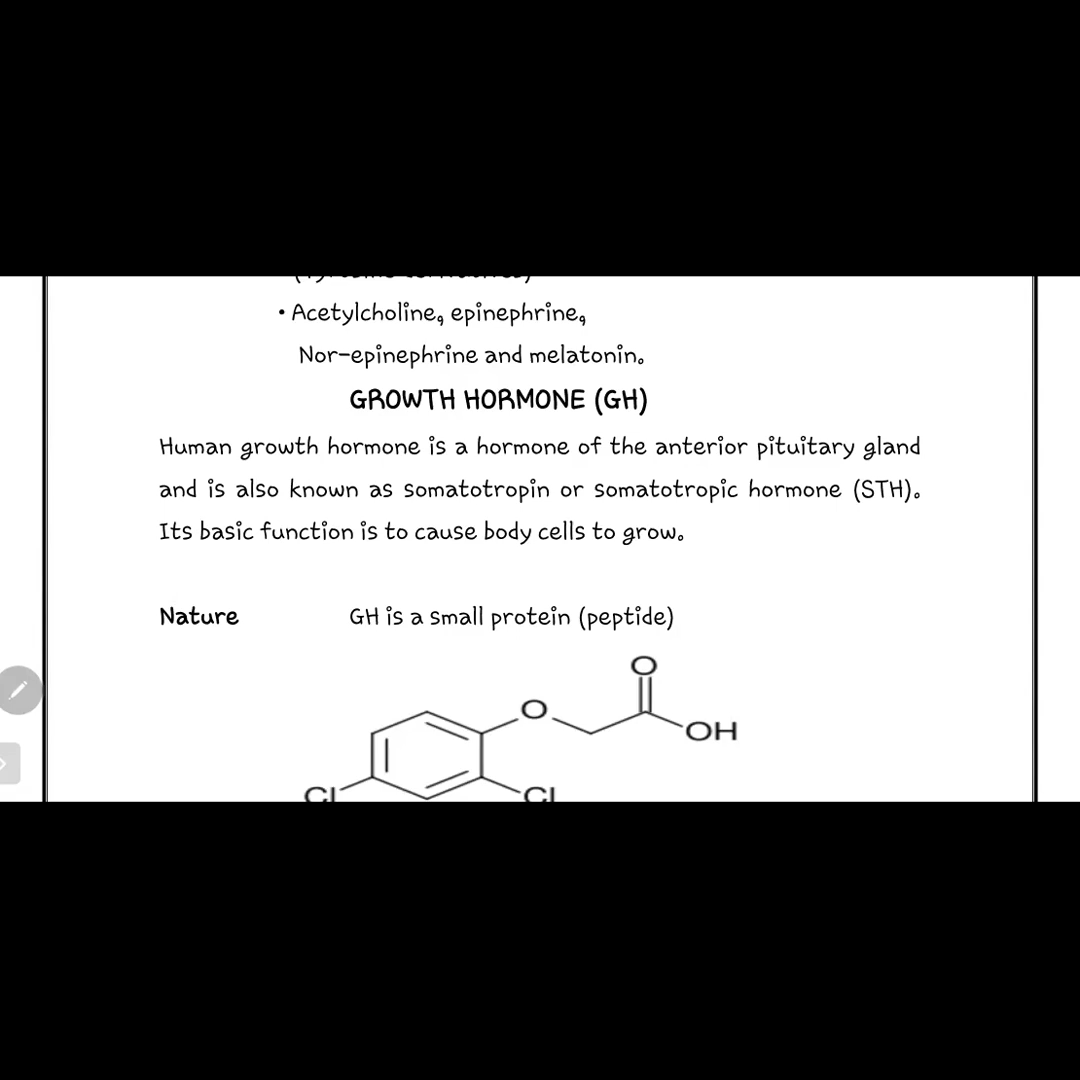 • Acetylcholine, epinephrine,
Nor-epinephrine and melatonin.
GROWTH HORMONE (GH)
Human growth hormone is a hormone of the anterior pituitary gland
and is also known as somatotropin or somatotropic hormone (STH).
Its basic function is to cause body cells to grow.
Nature GH is a small protein (peptide)
O
O
OH
Cl
Cl